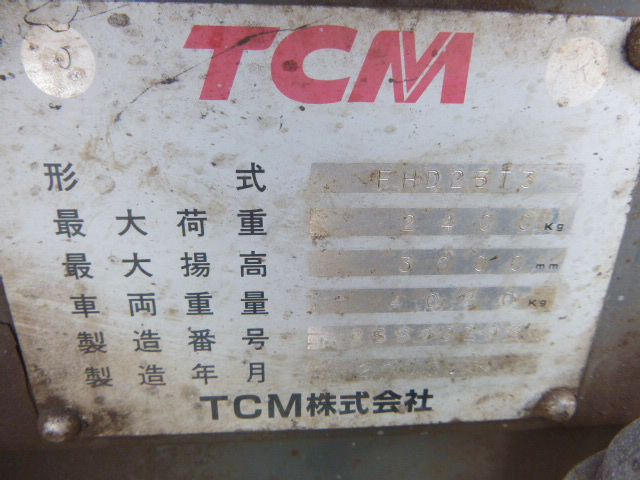 TCM
形式 FHD25T3
最大荷重 2400 Kg
最大揚高 3000 mm
車両重量 Kg
製造番号
製造年月
TCM株式会社